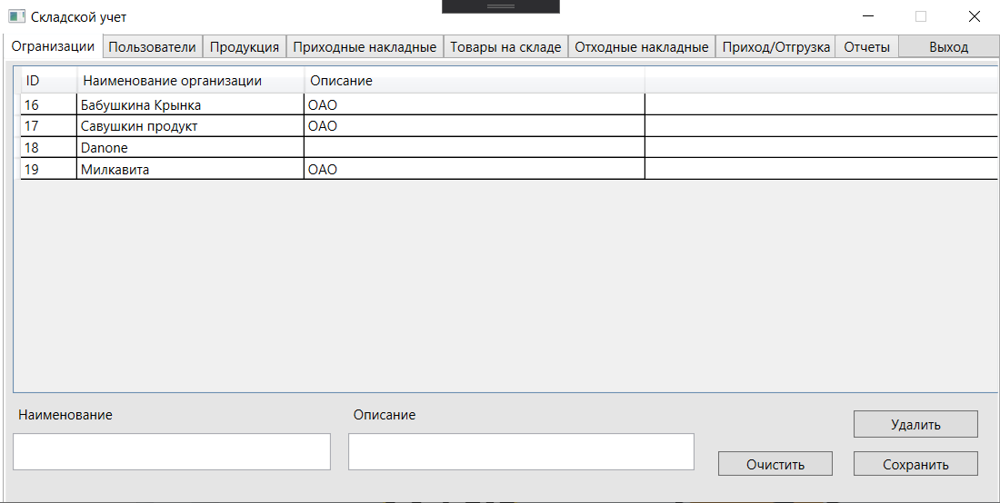 Складской учет
Огранизации Пользователи Продукция Приходные накладные Товары на складе Отходные накладные Приход/Отгрузка Отчеты Выход
ID Наименование организации Описание
16 Бабушкина Крынка ОАО
17 Савушкин продукт ОАО
18 Danone
19 Милкавита ОАО
Наименование Описание
Удалить
Очистить Сохранить